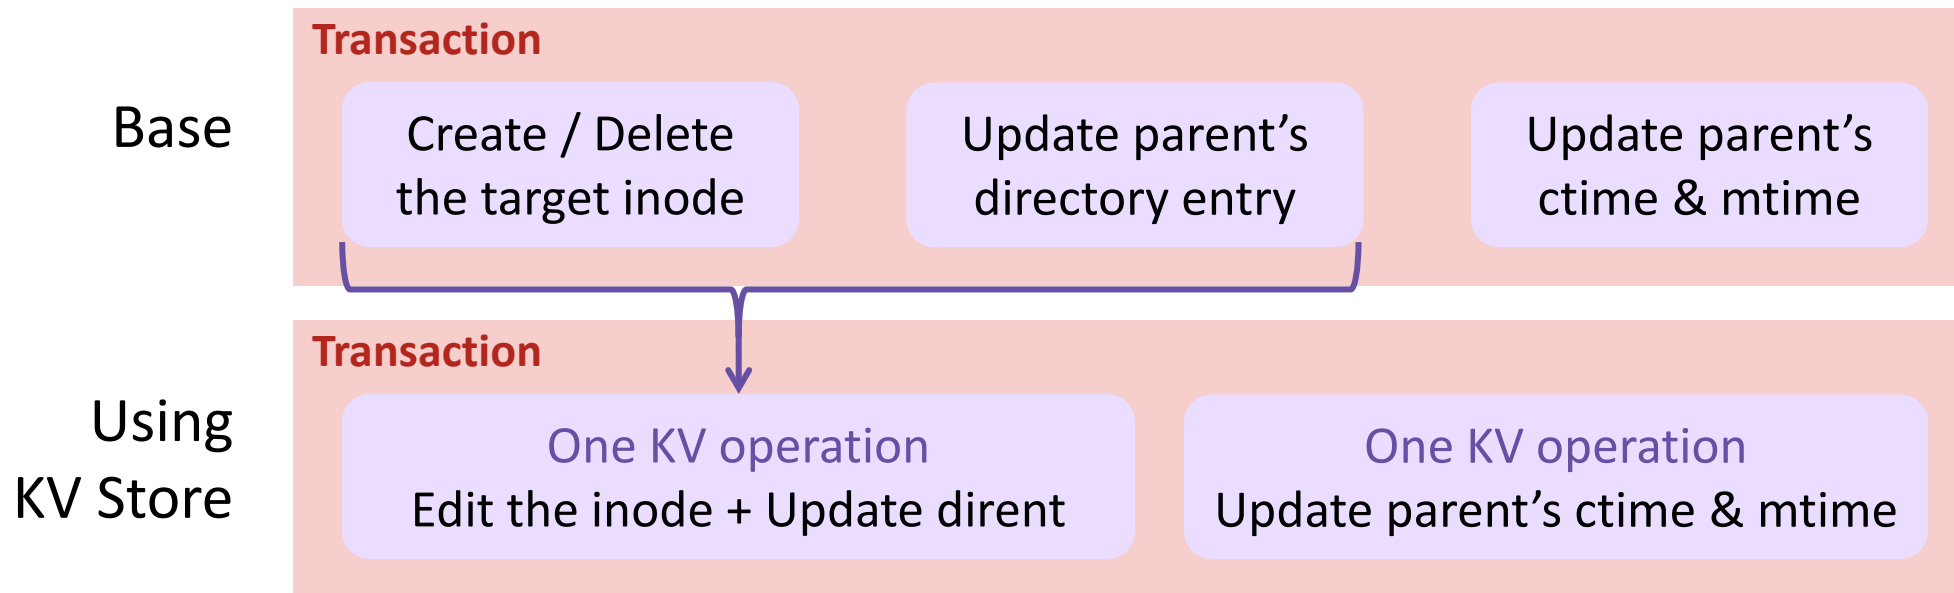 Transaction
Base
Create / Delete
the target inode
Update parent’s
directory entry
Update parent’s
ctime & mtime
Transaction
Using
KV Store
One KV operation
Edit the inode + Update dirent
One KV operation
Update parent’s ctime & mtime